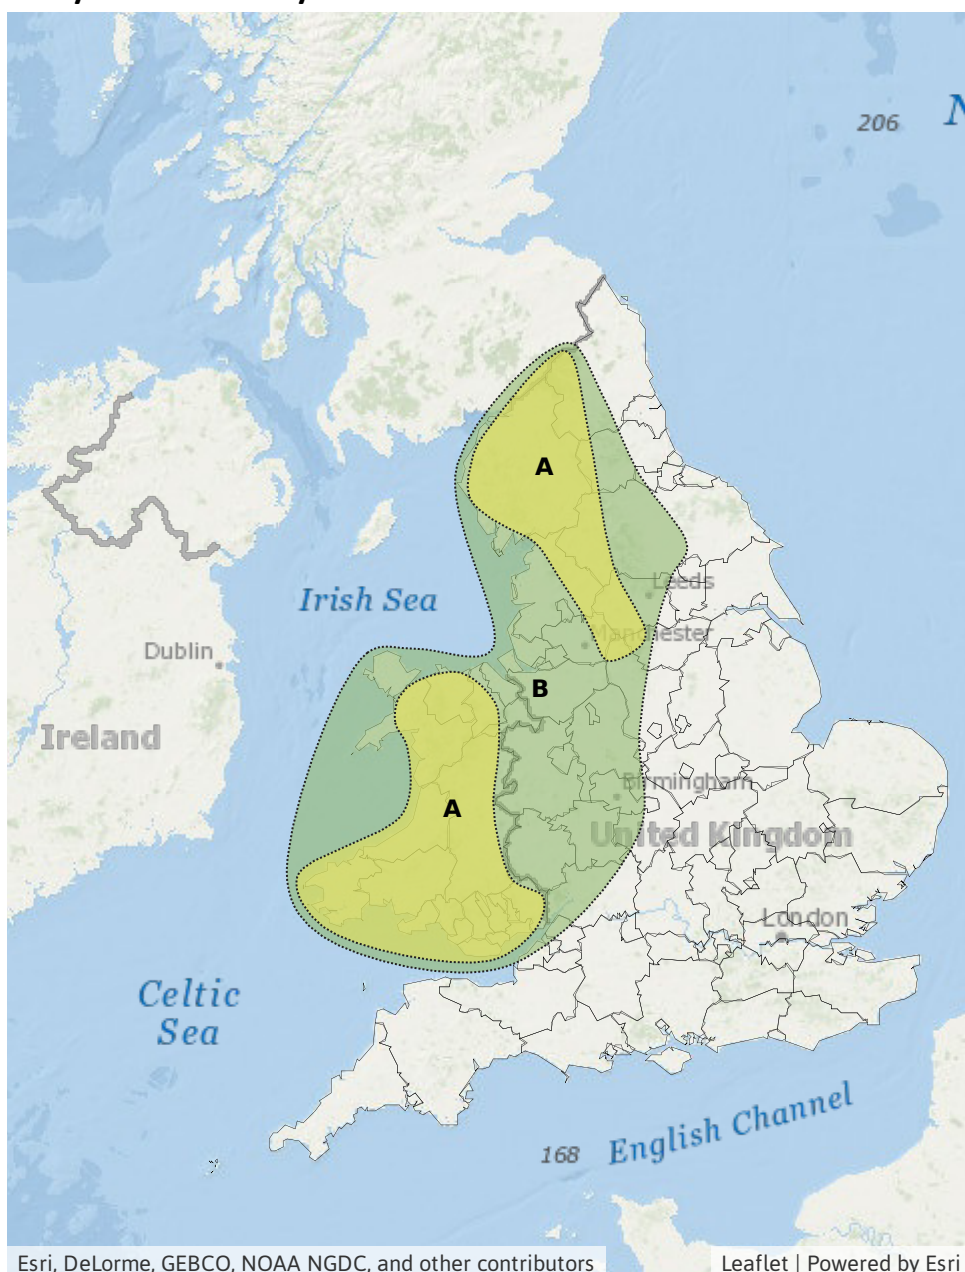 206
A
Irish Sea
Leeds
Manchester
Dublin
B
Ireland
Birmingham
A
United Kingdom
London
Celtic
Sea
English Channel
168
Esri, DeLorme, GEBCO, NOAA NGDC, and other contributors
Leaflet | Powered by Esri